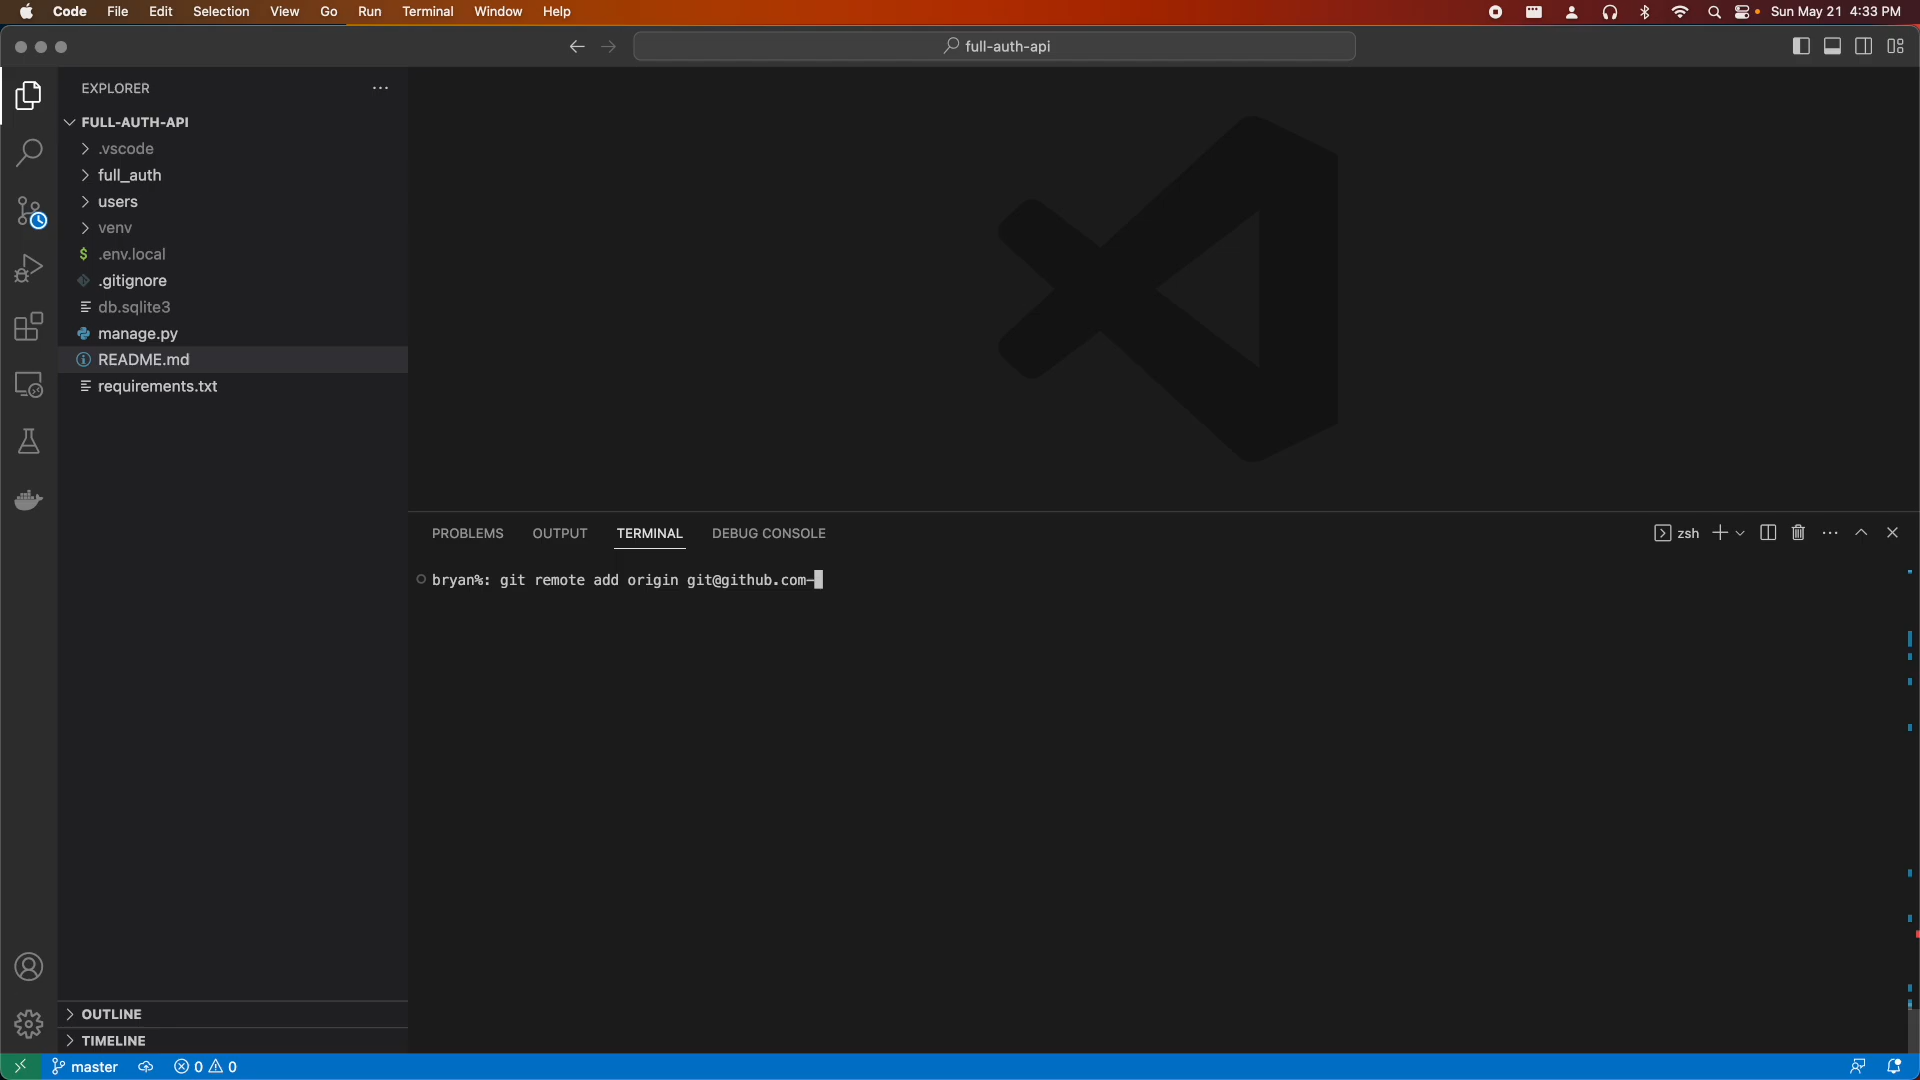 Code File Edit Selection View Go Run Terminal Window Help Sun May 21 4:33 PM
full-auth-api
EXPLORER
FULL-AUTH-API
.vscode
full_auth
users
venv
$ .env.local
.gitignore
db.sqlite3
manage.py
README.md
requirements.txt
PROBLEMS OUTPUT TERMINAL DEBUG CONSOLE zsh
bryan%: git remote add origin git@github.com-
OUTLINE
TIMELINE
master 0 0